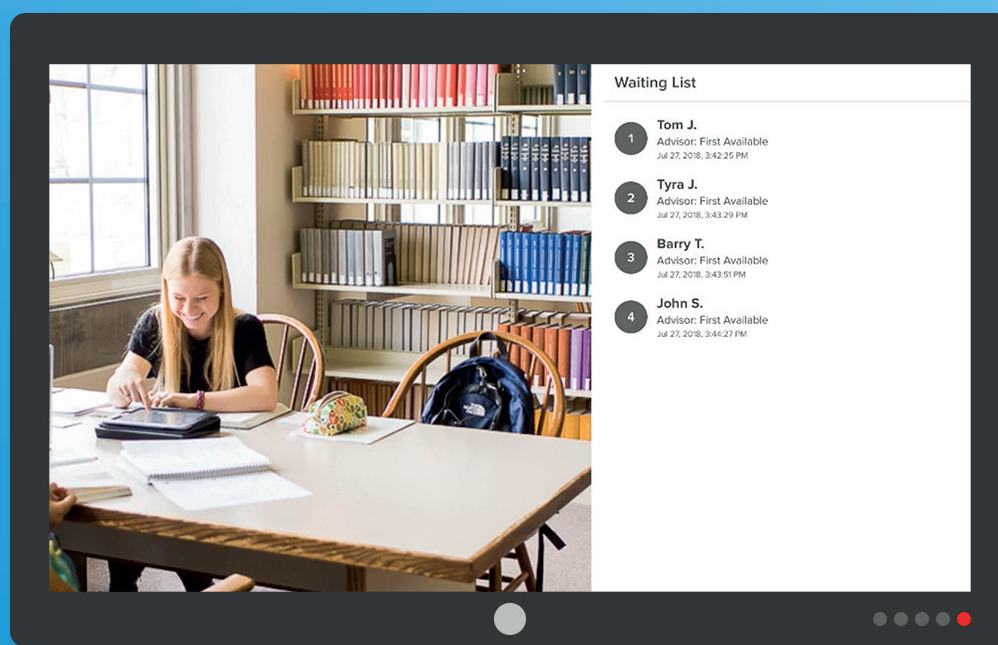 Waiting List
1
Tom J.
Advisor: First Available
Jul 27, 2018, 3:42:25 PM
2
Tyra J.
Advisor: First Available
Jul 27, 2018, 3:43:29 PM
3
Barry T.
Advisor: First Available
Jul 27, 2018, 3:43:51 PM
4
John S.
Advisor: First Available
Jul 27, 2018, 3:44:27 PM